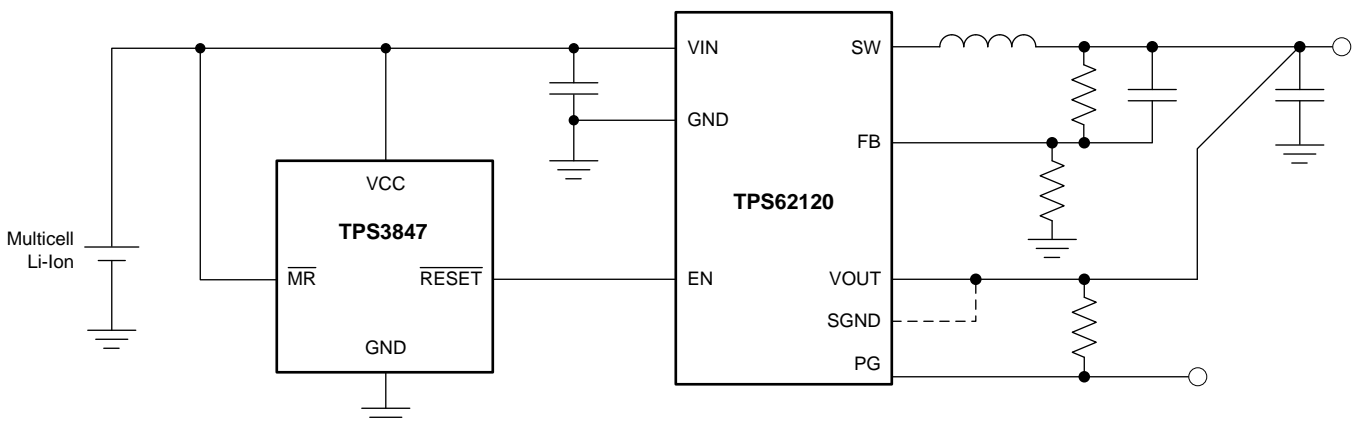 VIN
SW
GND
FB
VCC
TPS62120
TPS3847
Multicell
Li-Ion
MR
RESET
EN
VOUT
SGND
GND
PG